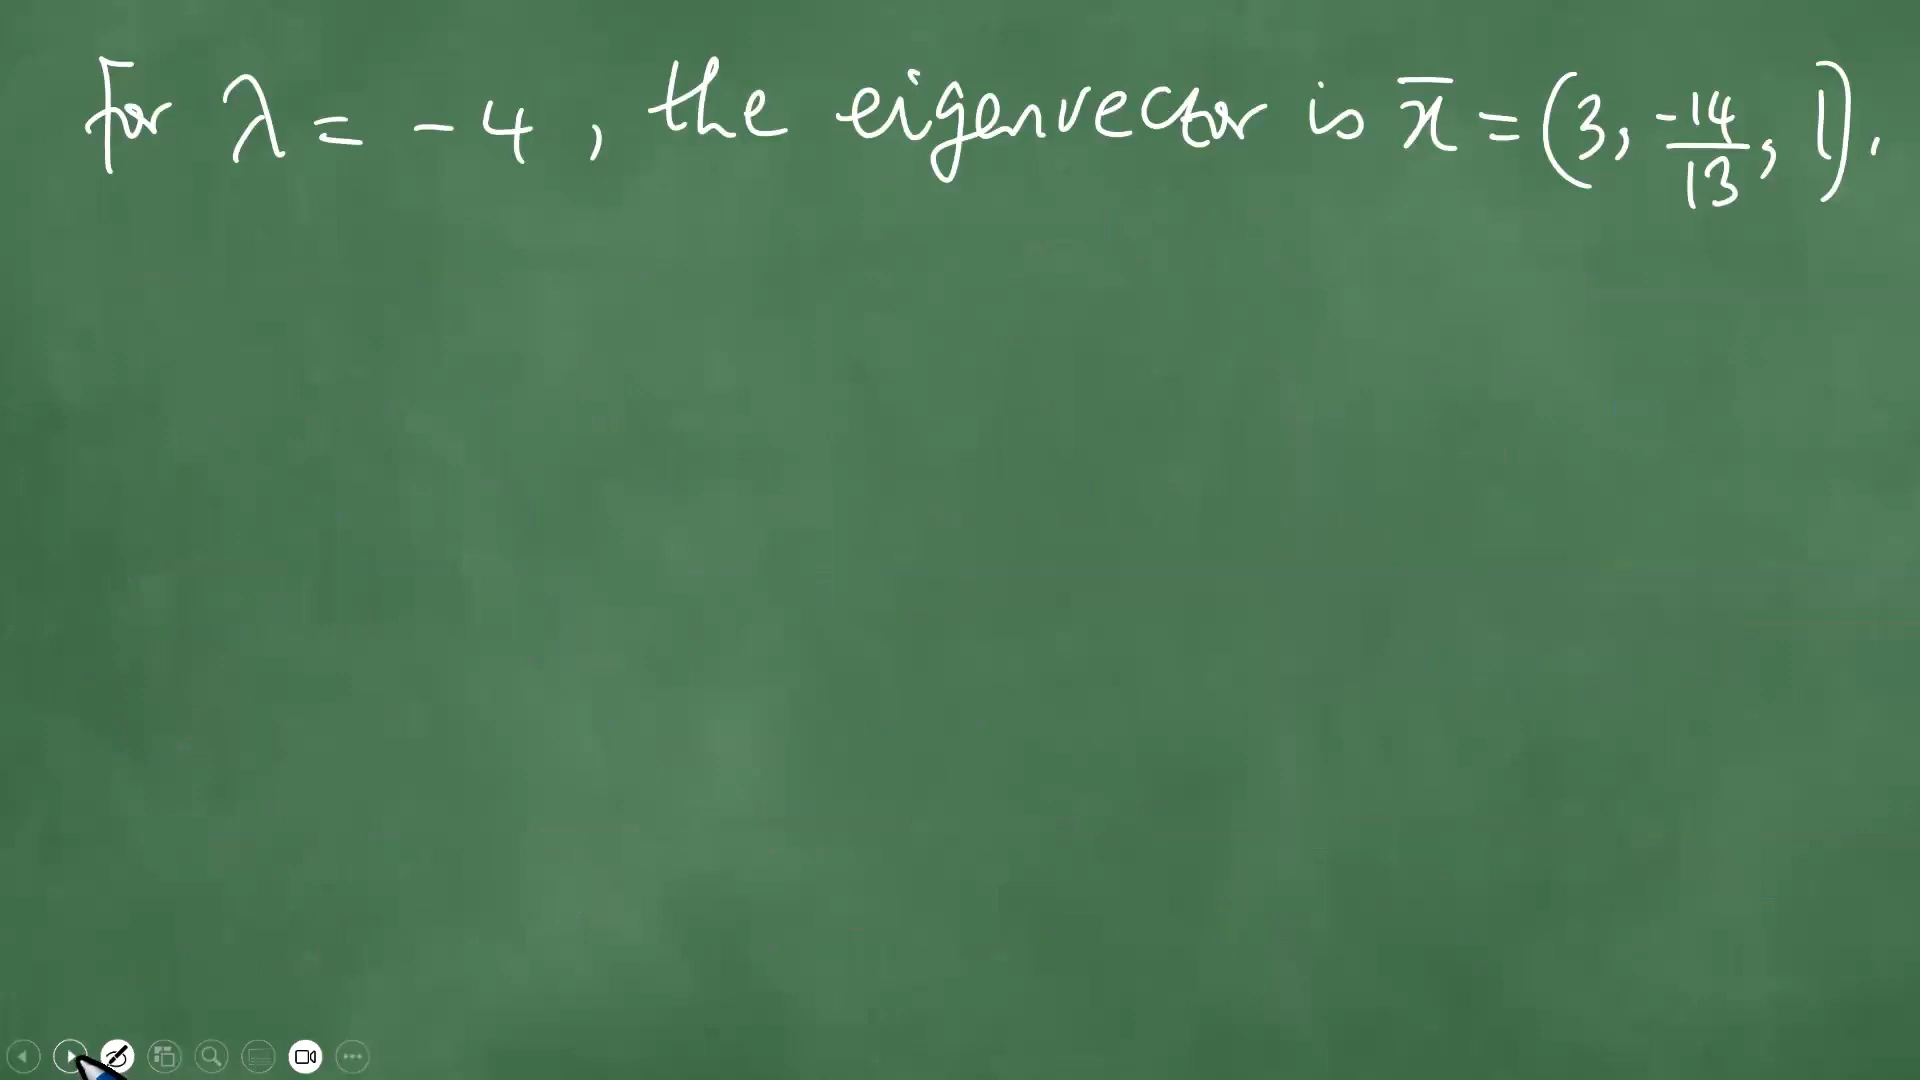 For λ = -4, the eigenvector is x̄ = (3, -14/13, 1).